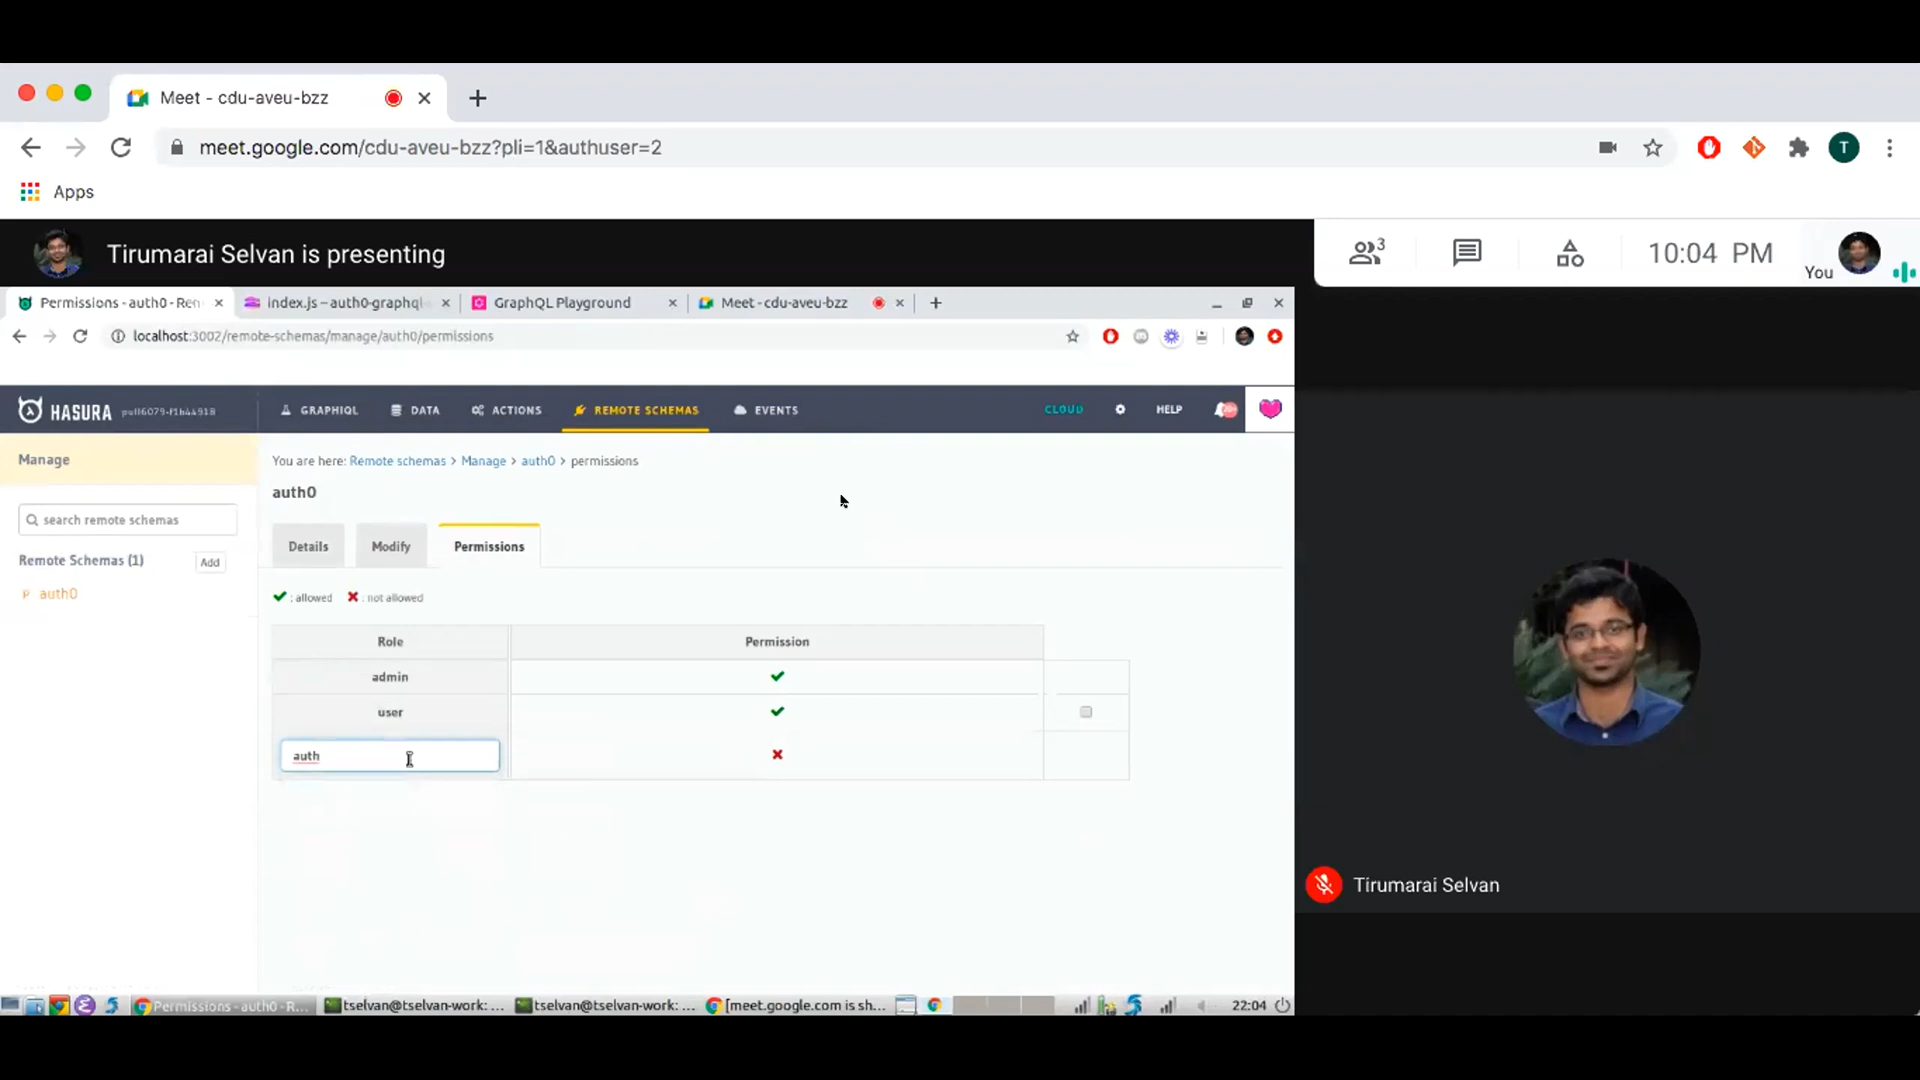 Meet - cdu-aveu-bzz
meet.google.com/cdu-aveu-bzz?pli=1&authuser=2
T
Apps
Tirumarai Selvan is presenting
3
10:04 PM
You
Permissions - auth0 - Rem
index.js – auth0-graphql-
GraphQL Playground
Meet - cdu-aveu-bzz
localhost:3002/remote-schemas/manage/auth0/permissions
HASURA
pull6079-f1b44918
GRAPHIQL
DATA
ACTIONS
REMOTE SCHEMAS
EVENTS
CLOUD
HELP
Manage
You are here: Remote schemas > Manage > auth0 > permissions
auth0
search remote schemas
Details
Modify
Permissions
Remote Schemas (1)
Add
auth0
: allowed
: not allowed
Role
Permission
admin
user
auth
Tirumarai Selvan
Permissions - auth0 - R...
tselvan@tselvan-work: ...
tselvan@tselvan-work: ...
[meet.google.com is sh...
22:04